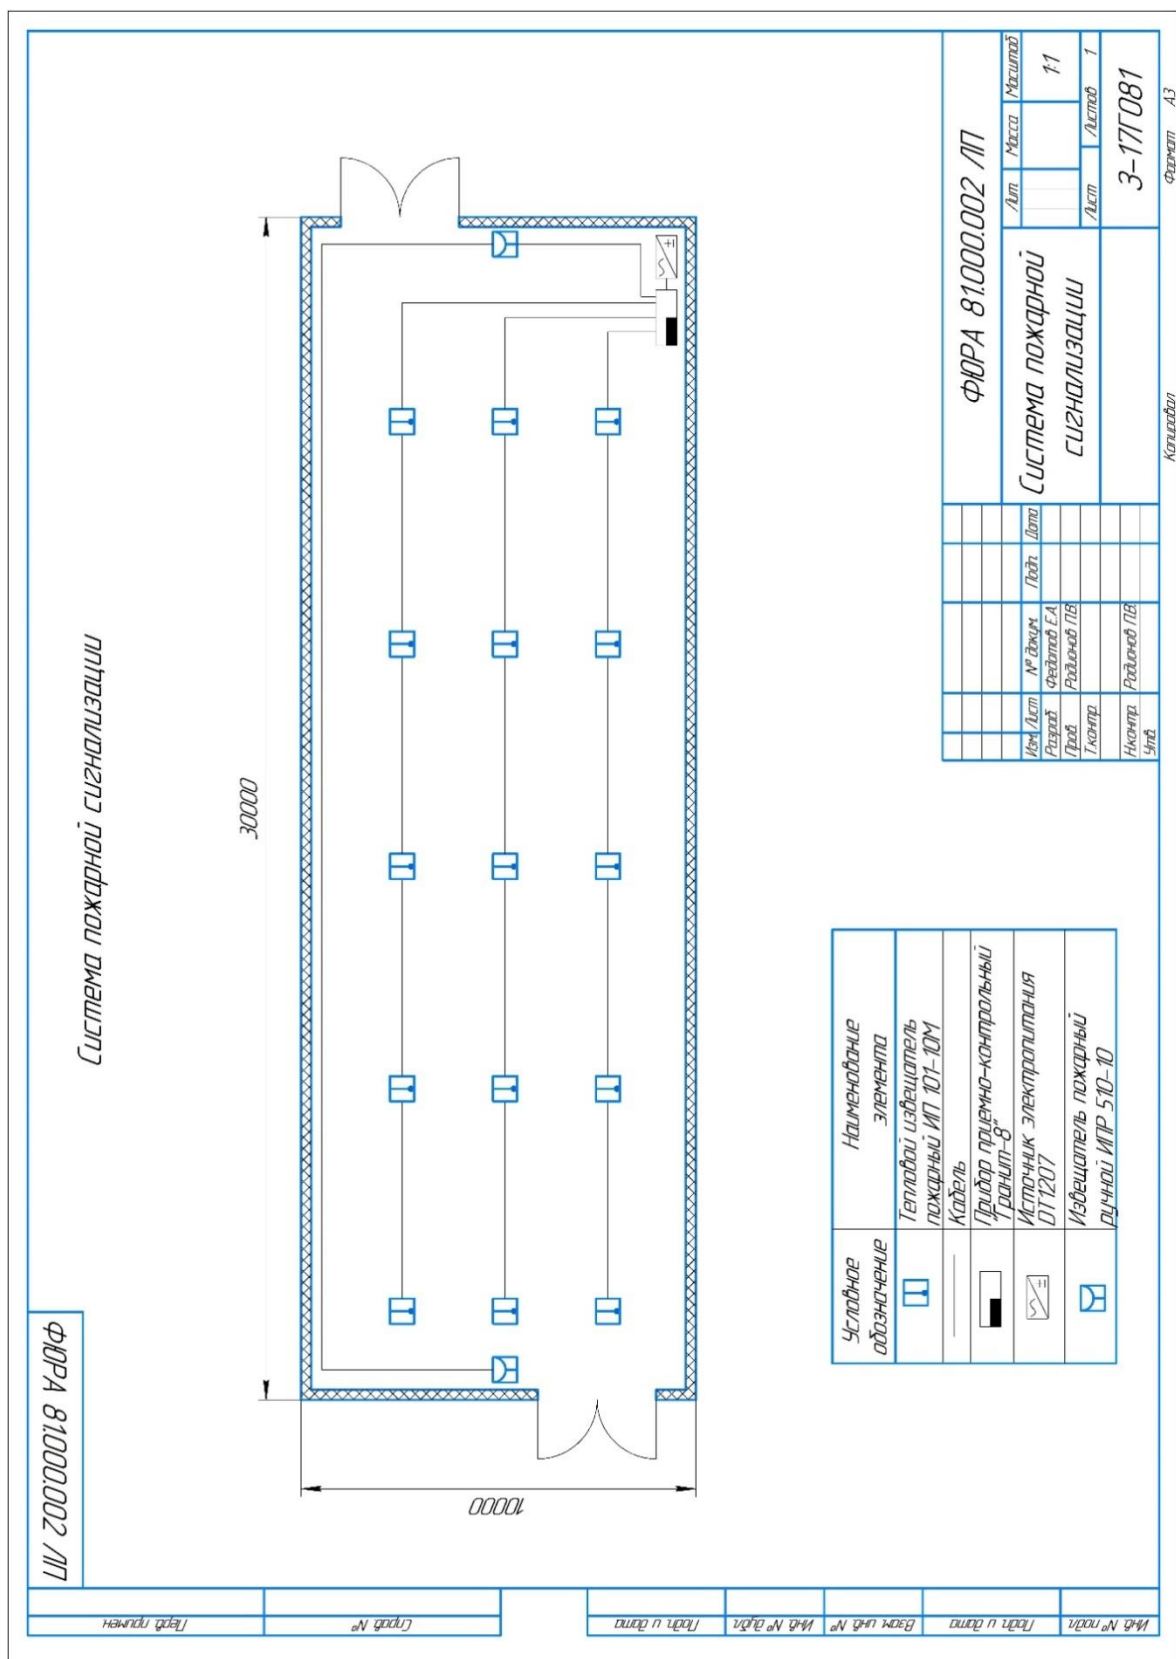 ФЮРА 81.000.002 ЛП
Система пожарной сигнализации
30000
10000
Условное
обозначение
Наименование
элемента
Тепловой извещатель
пожарный ИП 101-10М
Кабель
Прибор приемно-контрольный
"Гранит-8"
Источник электропитания
DT1207
Извещатель пожарный
ручной ИПР 510-10
Перв. примен.
Справ. №
Подп. и дата
Инв. № дубл.
Взам. инв. №
Подп. и дата
Инв. № подл.
ФЮРА 81.000.002 ЛП
Изм. Лист № докум. Подп. Дата
Разраб. Федотов Е.А.
Пров. Родионов П.В.
Т.контр.
Н.контр. Родионов П.В.
Утв.
Система пожарной
сигнализации
Лит. Масса Масштаб
1:1
Лист Листов 1
3-17Г081
Копировал Формат А3